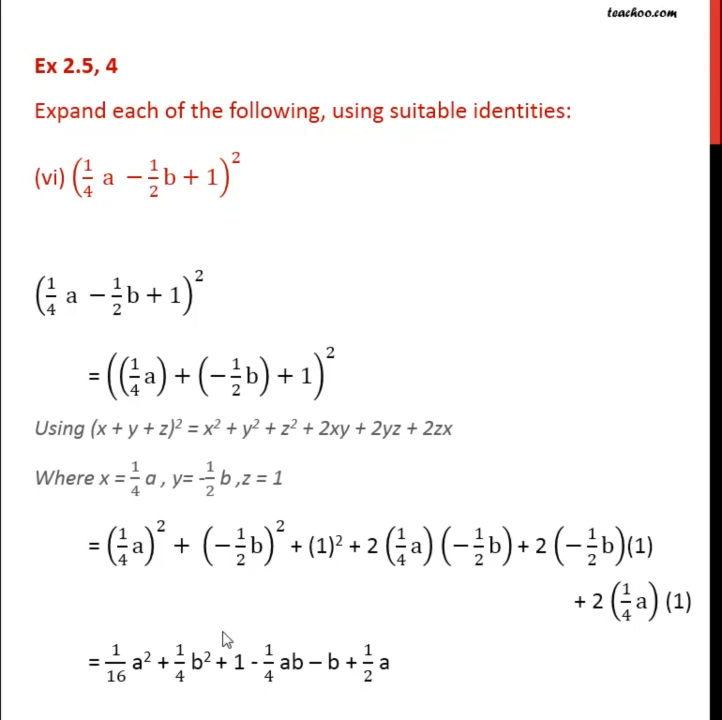 teachoo.com
Ex 2.5, 4
Expand each of the following, using suitable identities:
(vi) (1/4 a − 1/2 b + 1)²
(1/4 a − 1/2 b + 1)²
= ((1/4 a) + (− 1/2 b) + 1)²
Using (x + y + z)² = x² + y² + z² + 2xy + 2yz + 2zx
Where x = 1/4 a , y= - 1/2 b ,z = 1
= (1/4 a)² + (− 1/2 b)² + (1)² + 2 (1/4 a) (− 1/2 b) + 2 (− 1/2 b) (1)
+ 2 (1/4 a) (1)
= 1/16 a² + 1/4 b² + 1 - 1/4 ab – b + 1/2 a